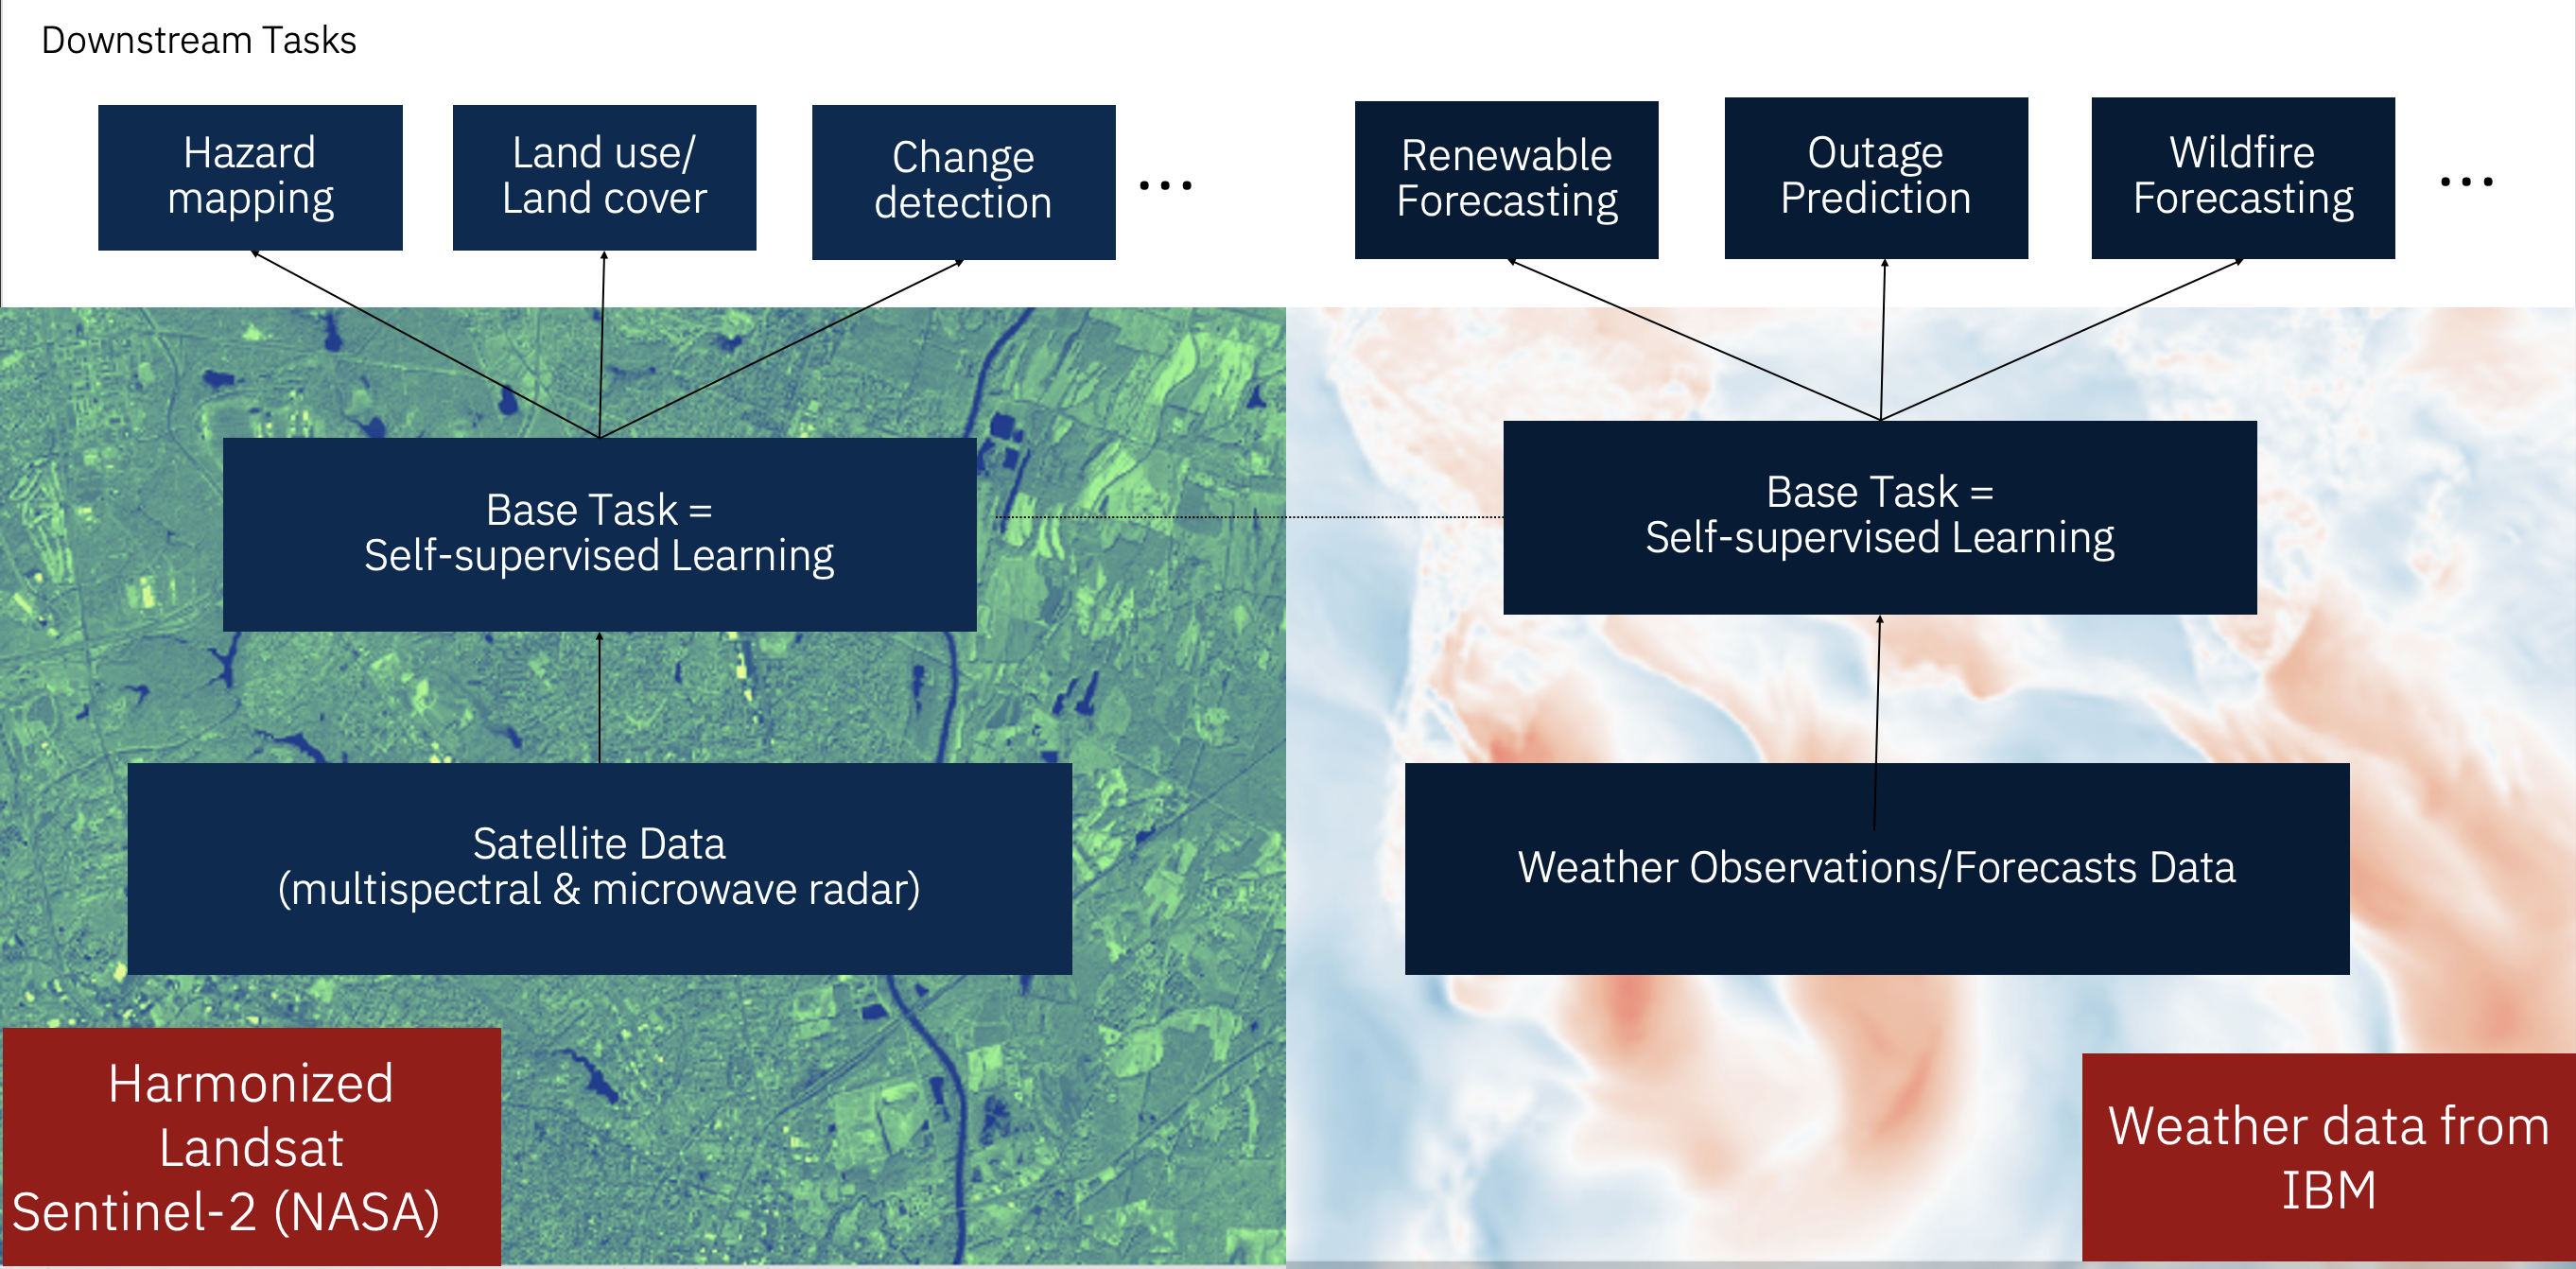 Downstream Tasks
Hazard
mapping
Land use/
Land cover
Change
detection
...
Renewable
Forecasting
Outage
Prediction
Wildfire
Forecasting
...
Base Task =
Self-supervised Learning
Base Task =
Self-supervised Learning
Satellite Data
(multispectral & microwave radar)
Weather Observations/Forecasts Data
Harmonized
Landsat
Sentinel-2 (NASA)
Weather data from
IBM